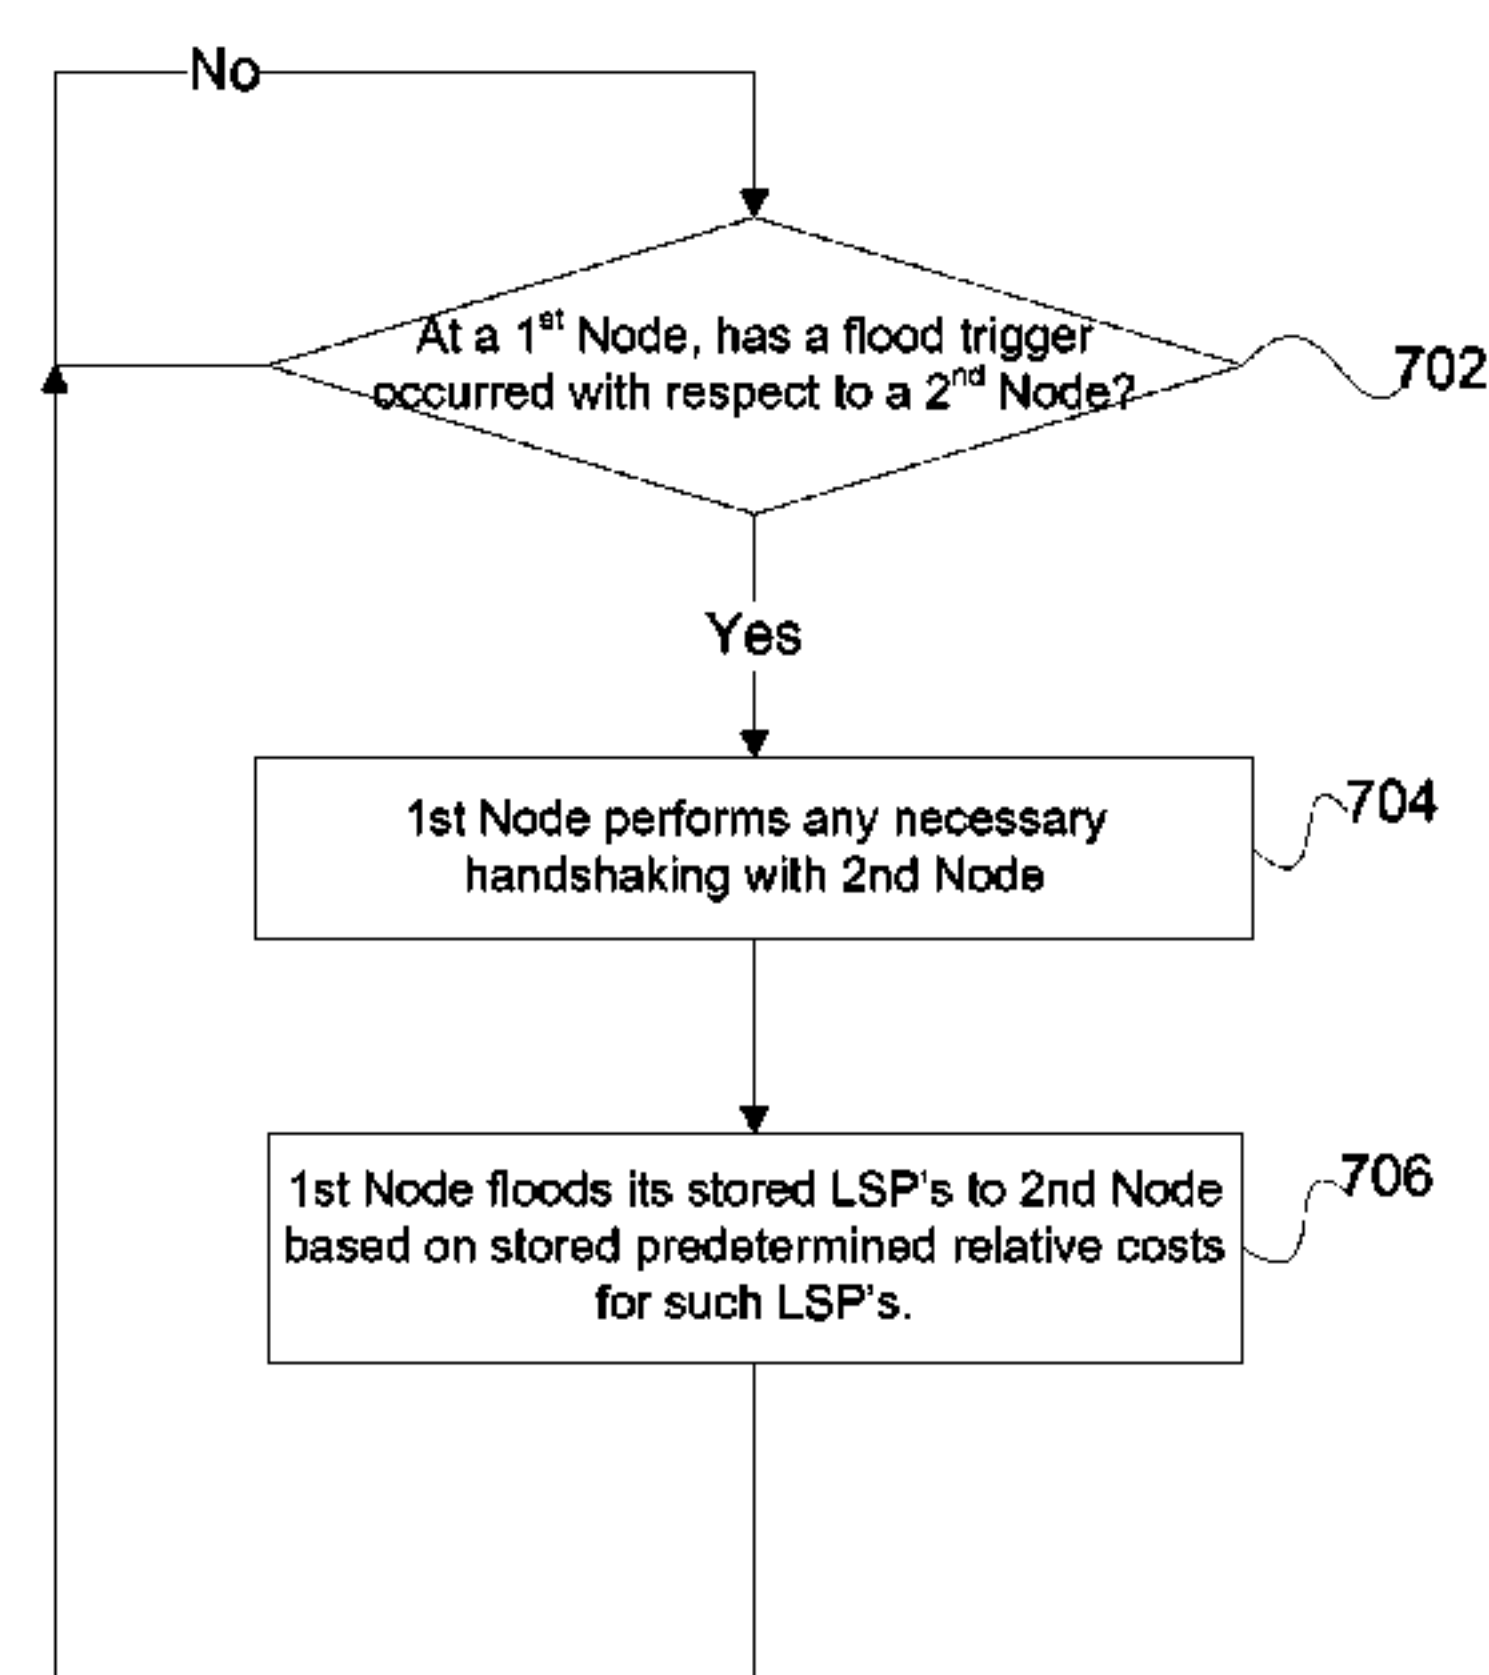 No
At a 1st Node, has a flood trigger
occurred with respect to a 2nd Node?
702
Yes
1st Node performs any necessary
handshaking with 2nd Node
704
1st Node floods its stored LSP's to 2nd Node
based on stored predetermined relative costs
for such LSP's.
706